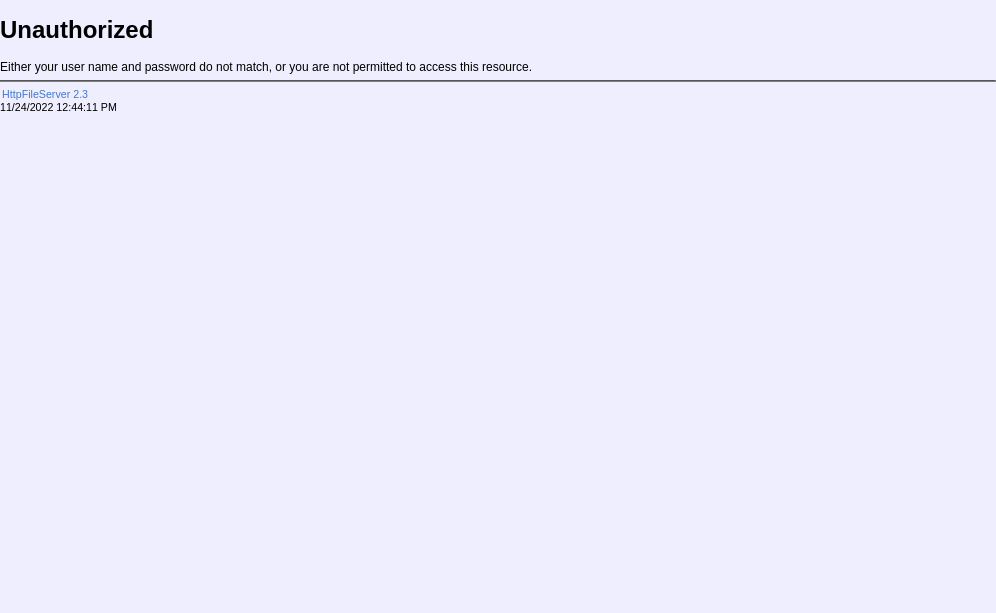 Unauthorized
Either your user name and password do not match, or you are not permitted to access this resource.
HttpFileServer 2.3
11/24/2022 12:44:11 PM